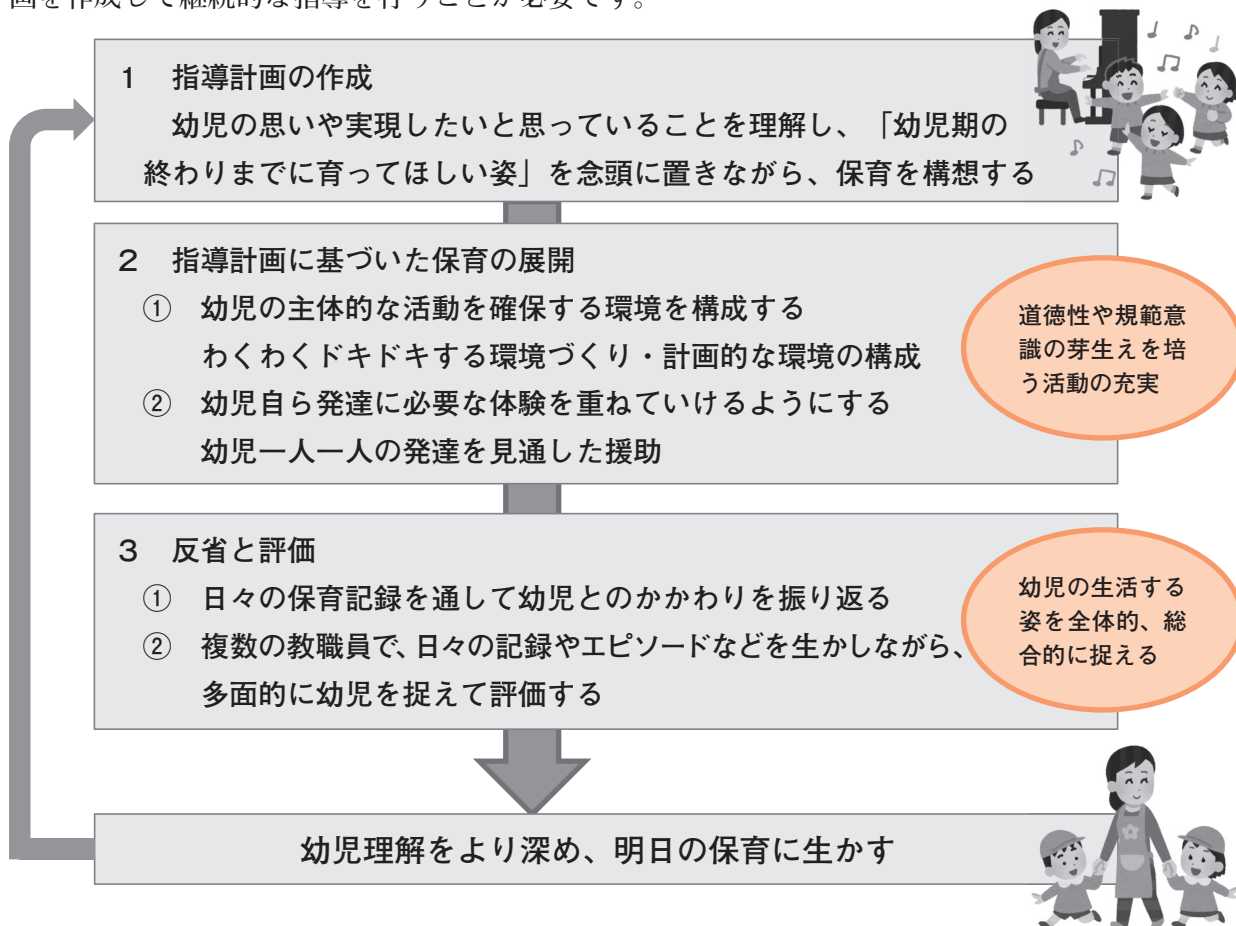 画を作成して継続的な指導を行うことが必要です。
1 指導計画の作成
幼児の思いや実現したいと思っていることを理解し、「幼児期の
終わりまでに育ってほしい姿」を念頭に置きながら、保育を構想する
2 指導計画に基づいた保育の展開
① 幼児の主体的な活動を確保する環境を構成する
わくわくドキドキする環境づくり・計画的な環境の構成
② 幼児自ら発達に必要な体験を重ねていけるようにする
幼児一人一人の発達を見通した援助
道徳性や規範意
識の芽生えを培
う活動の充実
3 反省と評価
① 日々の保育記録を通して幼児とのかかわりを振り返る
② 複数の教職員で、日々の記録やエピソードなどを生かしながら、
多面的に幼児を捉えて評価する
幼児の生活する
姿を全体的、総
合的に捉える
幼児理解をより深め、明日の保育に生かす